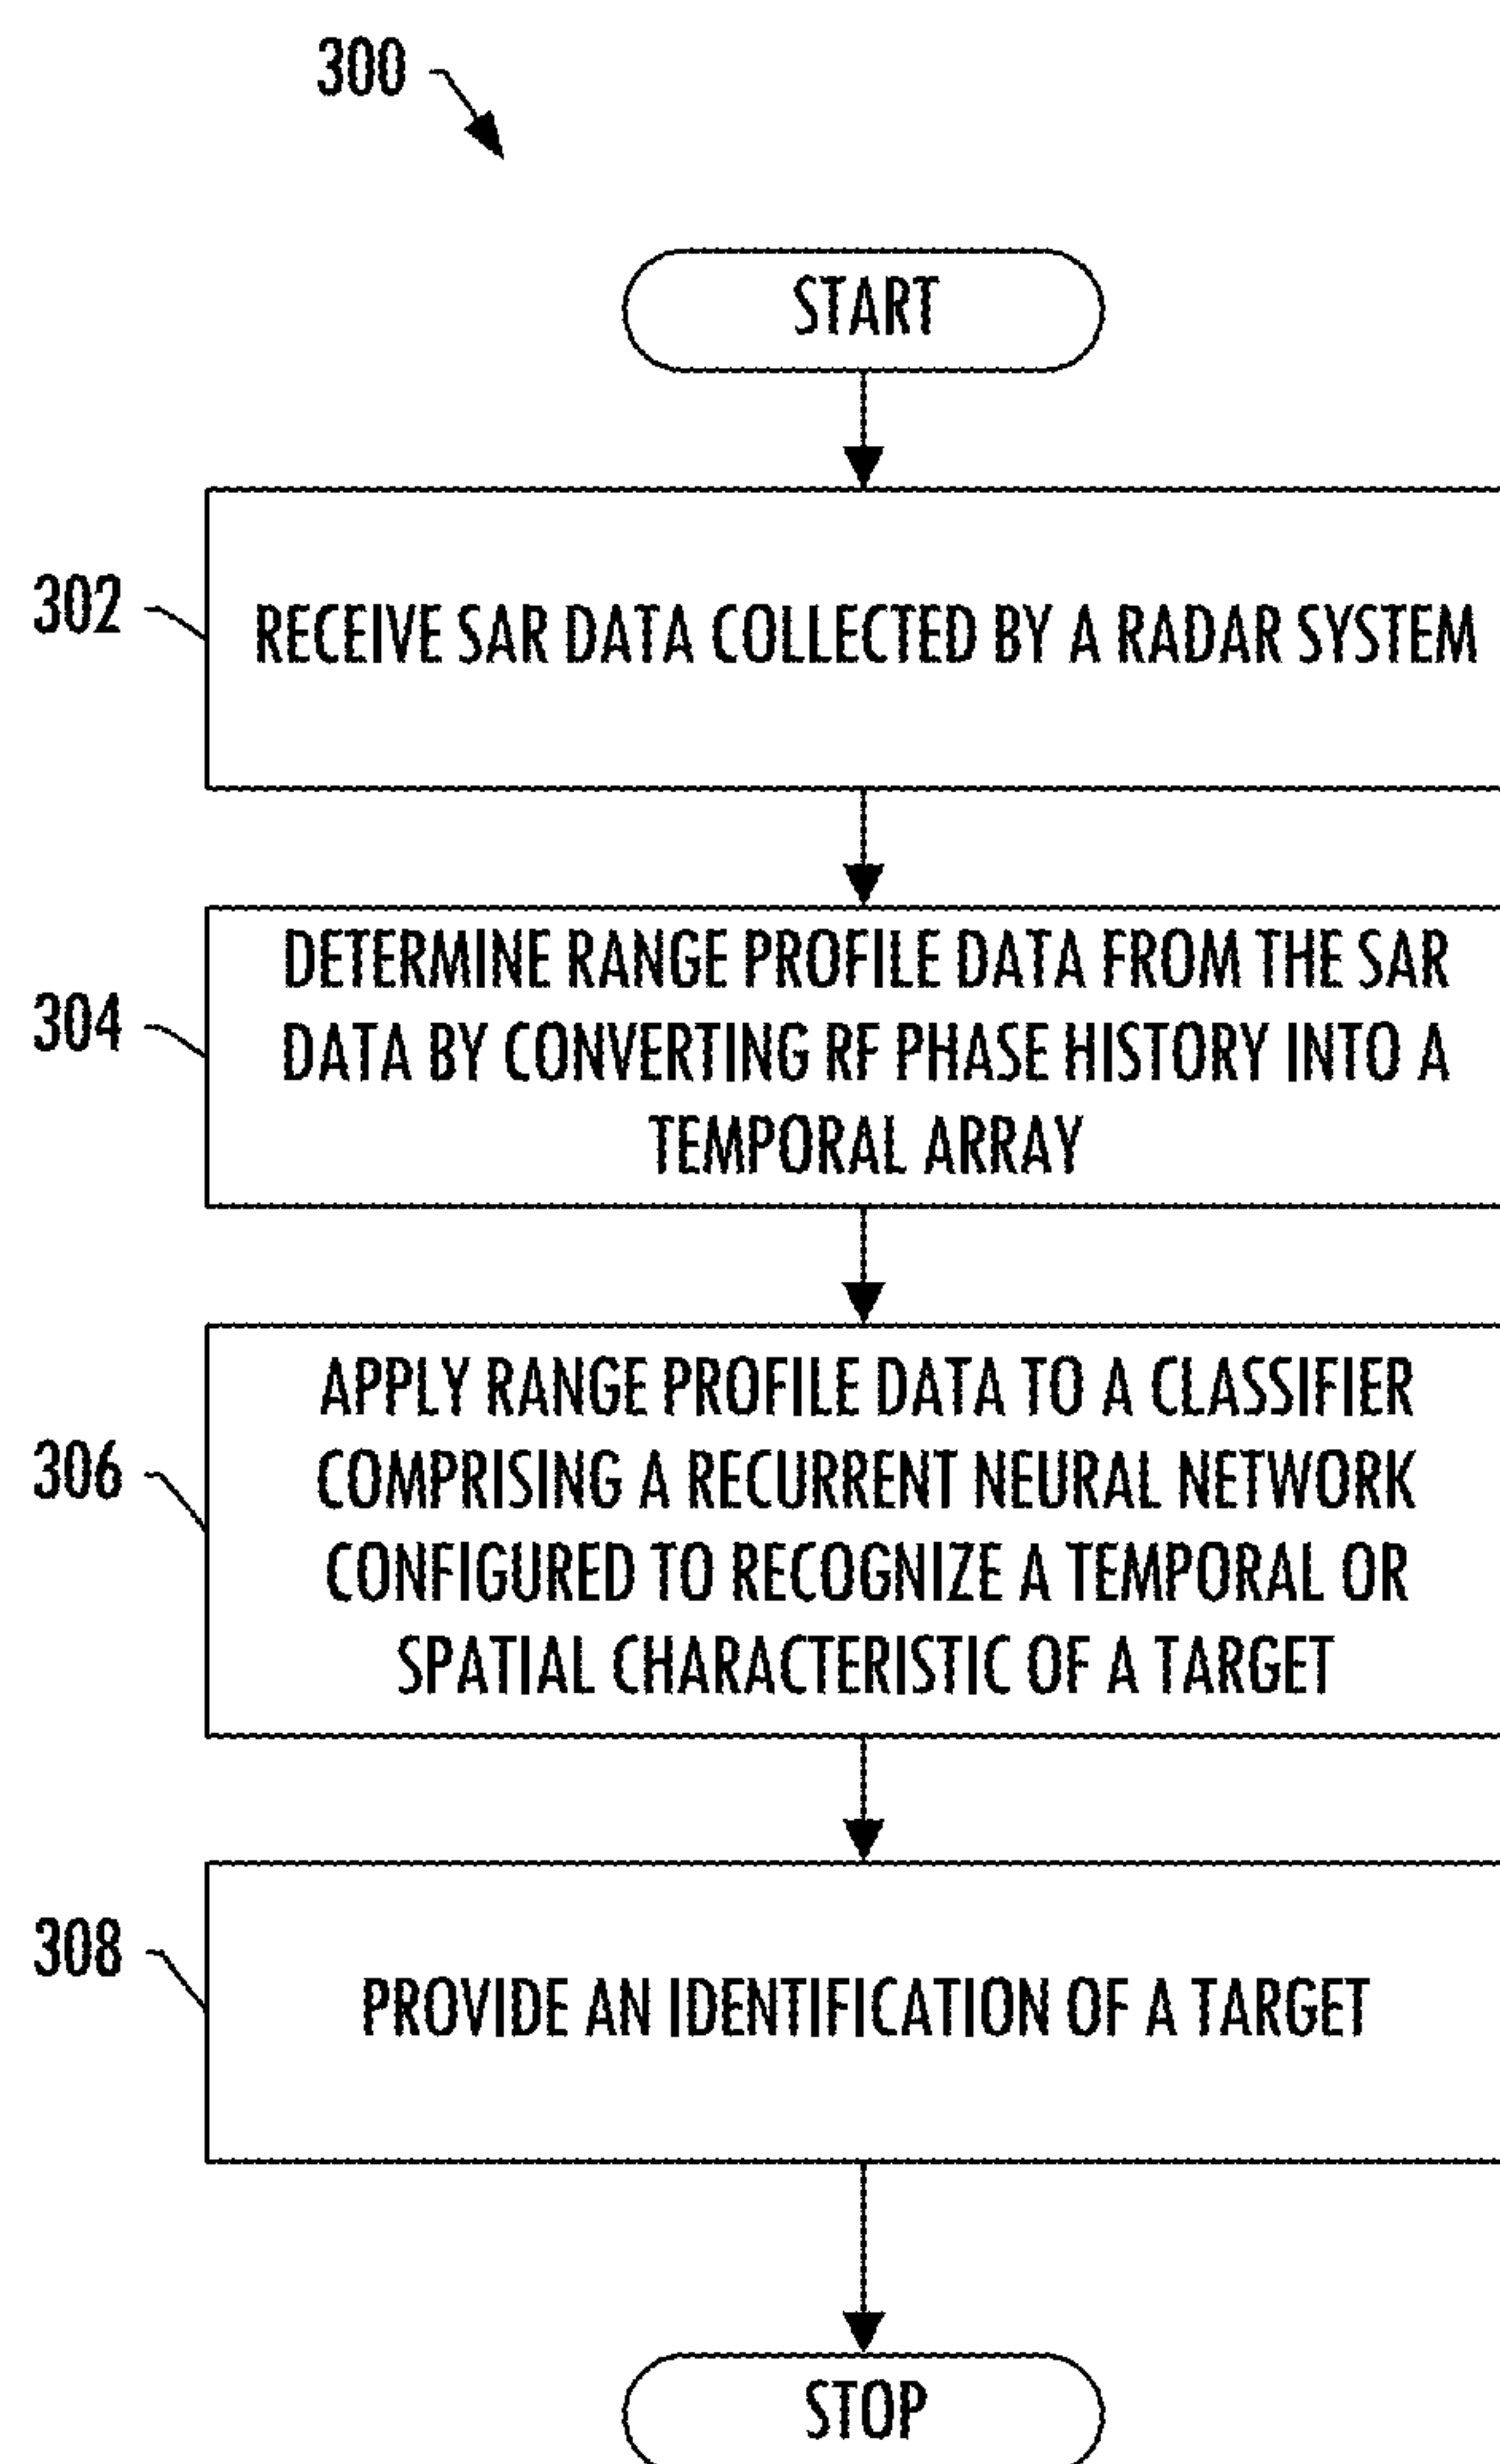 300
START
302
RECEIVE SAR DATA COLLECTED BY A RADAR SYSTEM
304
DETERMINE RANGE PROFILE DATA FROM THE SAR
DATA BY CONVERTING RF PHASE HISTORY INTO A
TEMPORAL ARRAY
306
APPLY RANGE PROFILE DATA TO A CLASSIFIER
COMPRISING A RECURRENT NEURAL NETWORK
CONFIGURED TO RECOGNIZE A TEMPORAL OR
SPATIAL CHARACTERISTIC OF A TARGET
308
PROVIDE AN IDENTIFICATION OF A TARGET
STOP